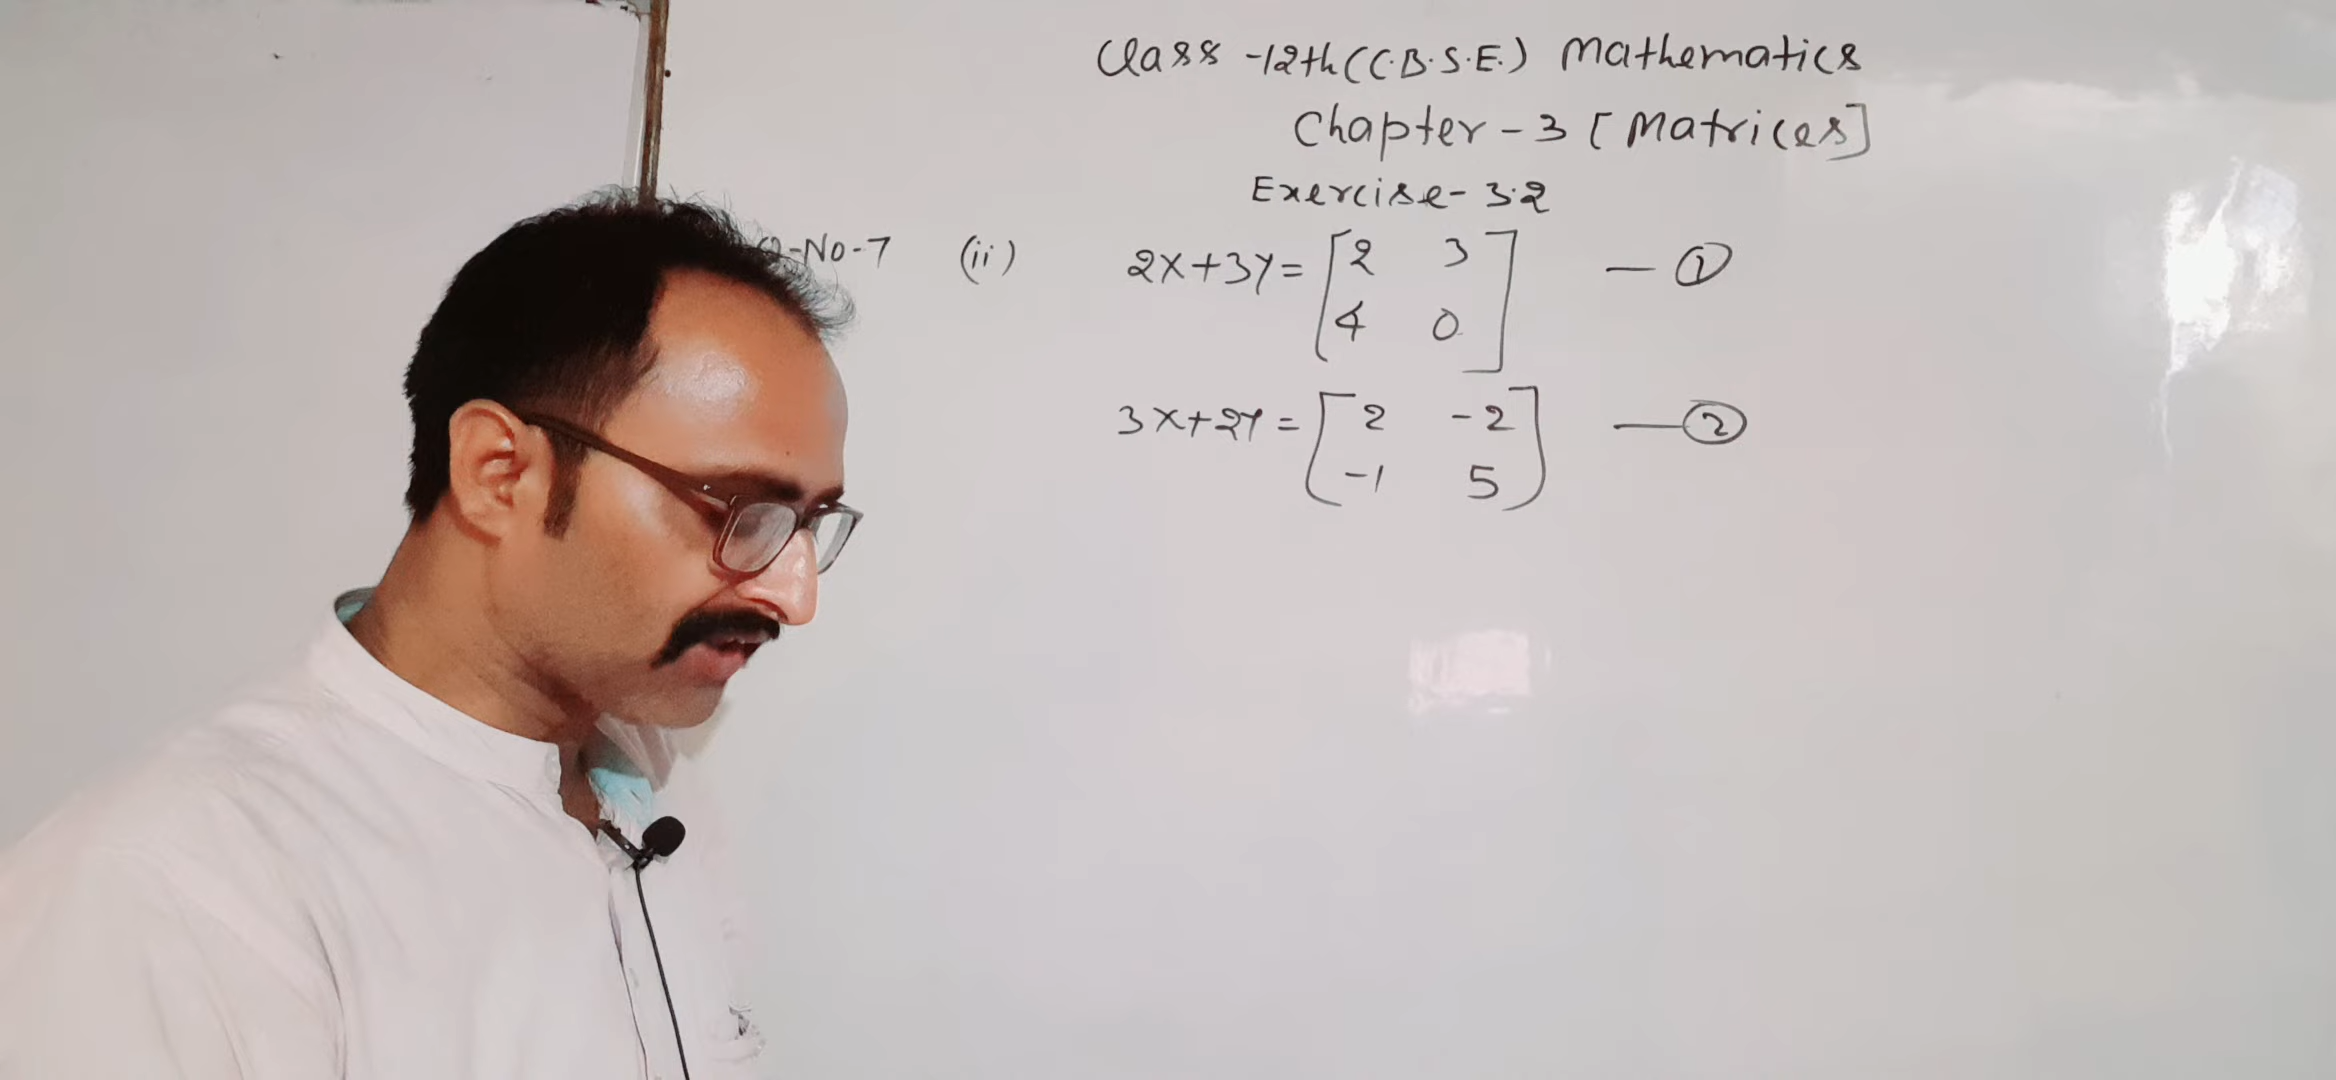 Class -12th (C.B.S.E.) Mathematics
Chapter - 3 [Matrices]
Exercise - 3.2
Q-No-7 (ii) 2X+3Y = [2 3 — ①
4 0]
3X+2Y = [2 -2] — ②
-1 5